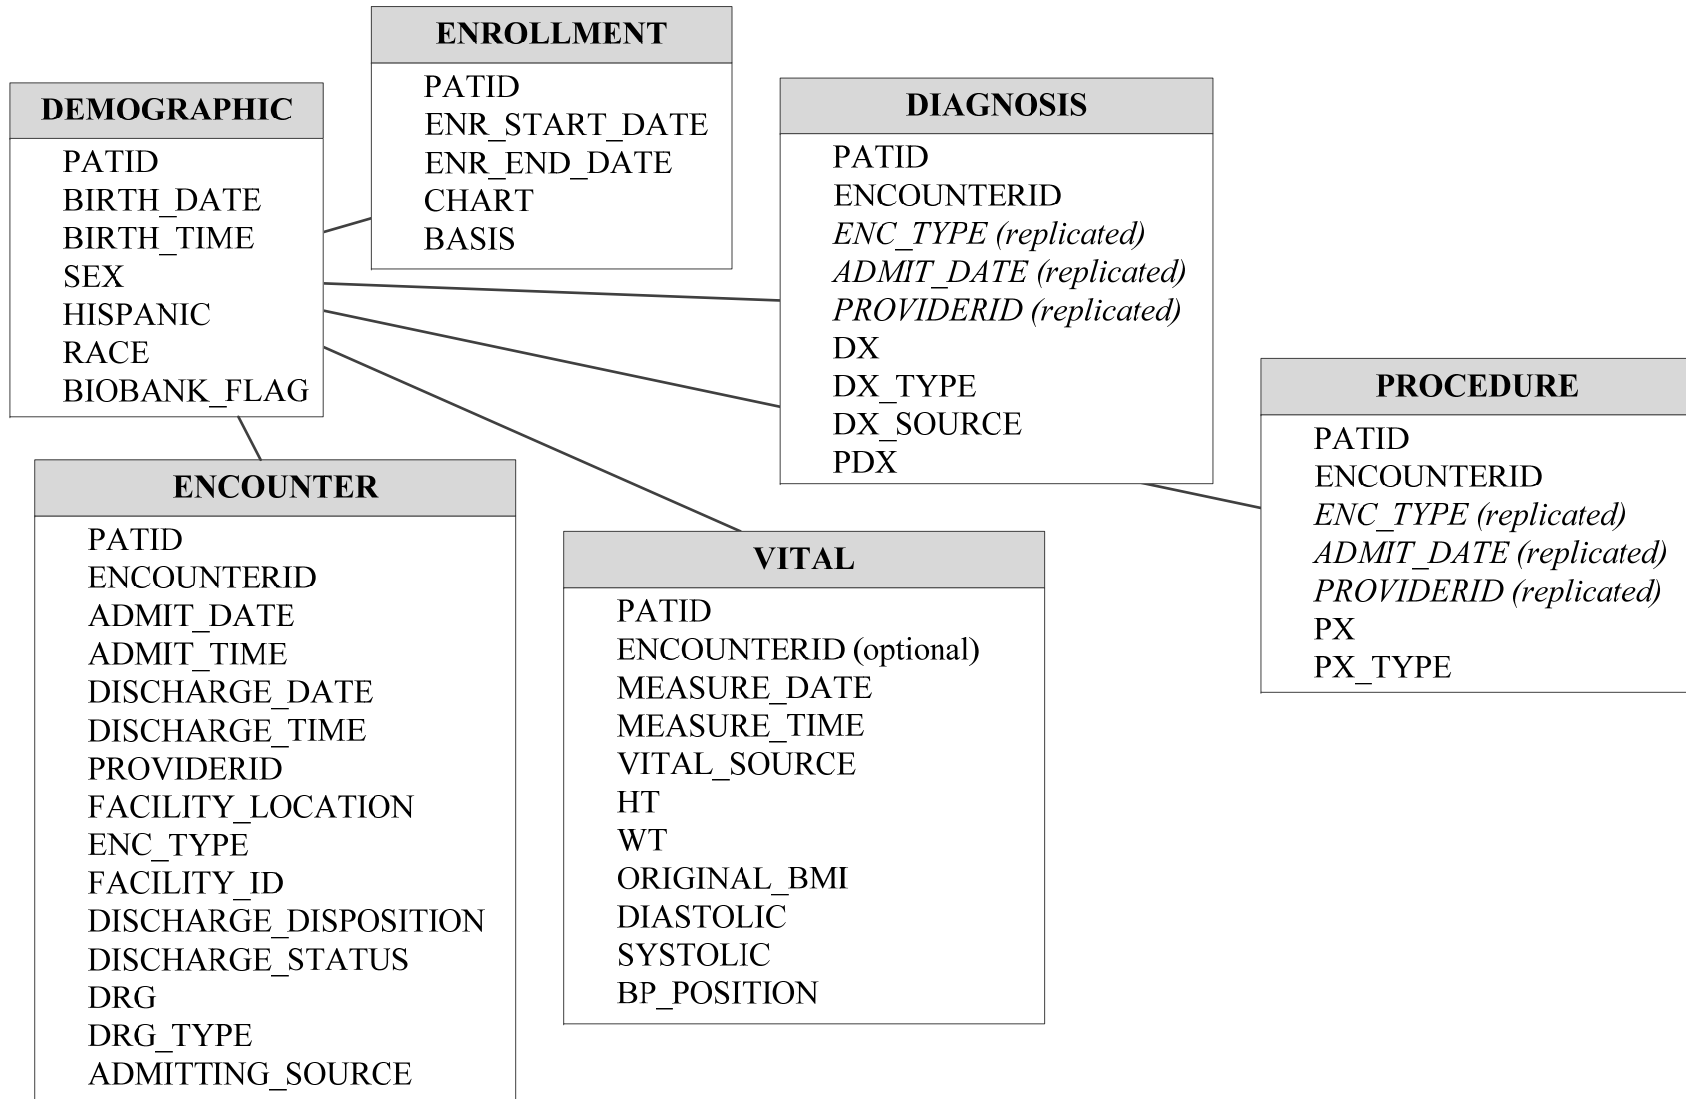 ENROLLMENT
PATID
ENR_START_DATE
ENR_END_DATE
CHART
BASIS
DEMOGRAPHIC
PATID
BIRTH_DATE
BIRTH_TIME
SEX
HISPANIC
RACE
BIOBANK_FLAG
DIAGNOSIS
PATID
ENCOUNTERID
ENC_TYPE (replicated)
ADMIT_DATE (replicated)
PROVIDERID (replicated)
DX
DX_TYPE
DX_SOURCE
PDX
PROCEDURE
PATID
ENCOUNTERID
ENC_TYPE (replicated)
ADMIT_DATE (replicated)
PROVIDERID (replicated)
PX
PX_TYPE
ENCOUNTER
PATID
ENCOUNTERID
ADMIT_DATE
ADMIT_TIME
DISCHARGE_DATE
DISCHARGE_TIME
PROVIDERID
FACILITY_LOCATION
ENC_TYPE
FACILITY_ID
DISCHARGE_DISPOSITION
DISCHARGE_STATUS
DRG
DRG_TYPE
ADMITTING_SOURCE
VITAL
PATID
ENCOUNTERID (optional)
MEASURE_DATE
MEASURE_TIME
VITAL_SOURCE
HT
WT
ORIGINAL_BMI
DIASTOLIC
SYSTOLIC
BP_POSITION